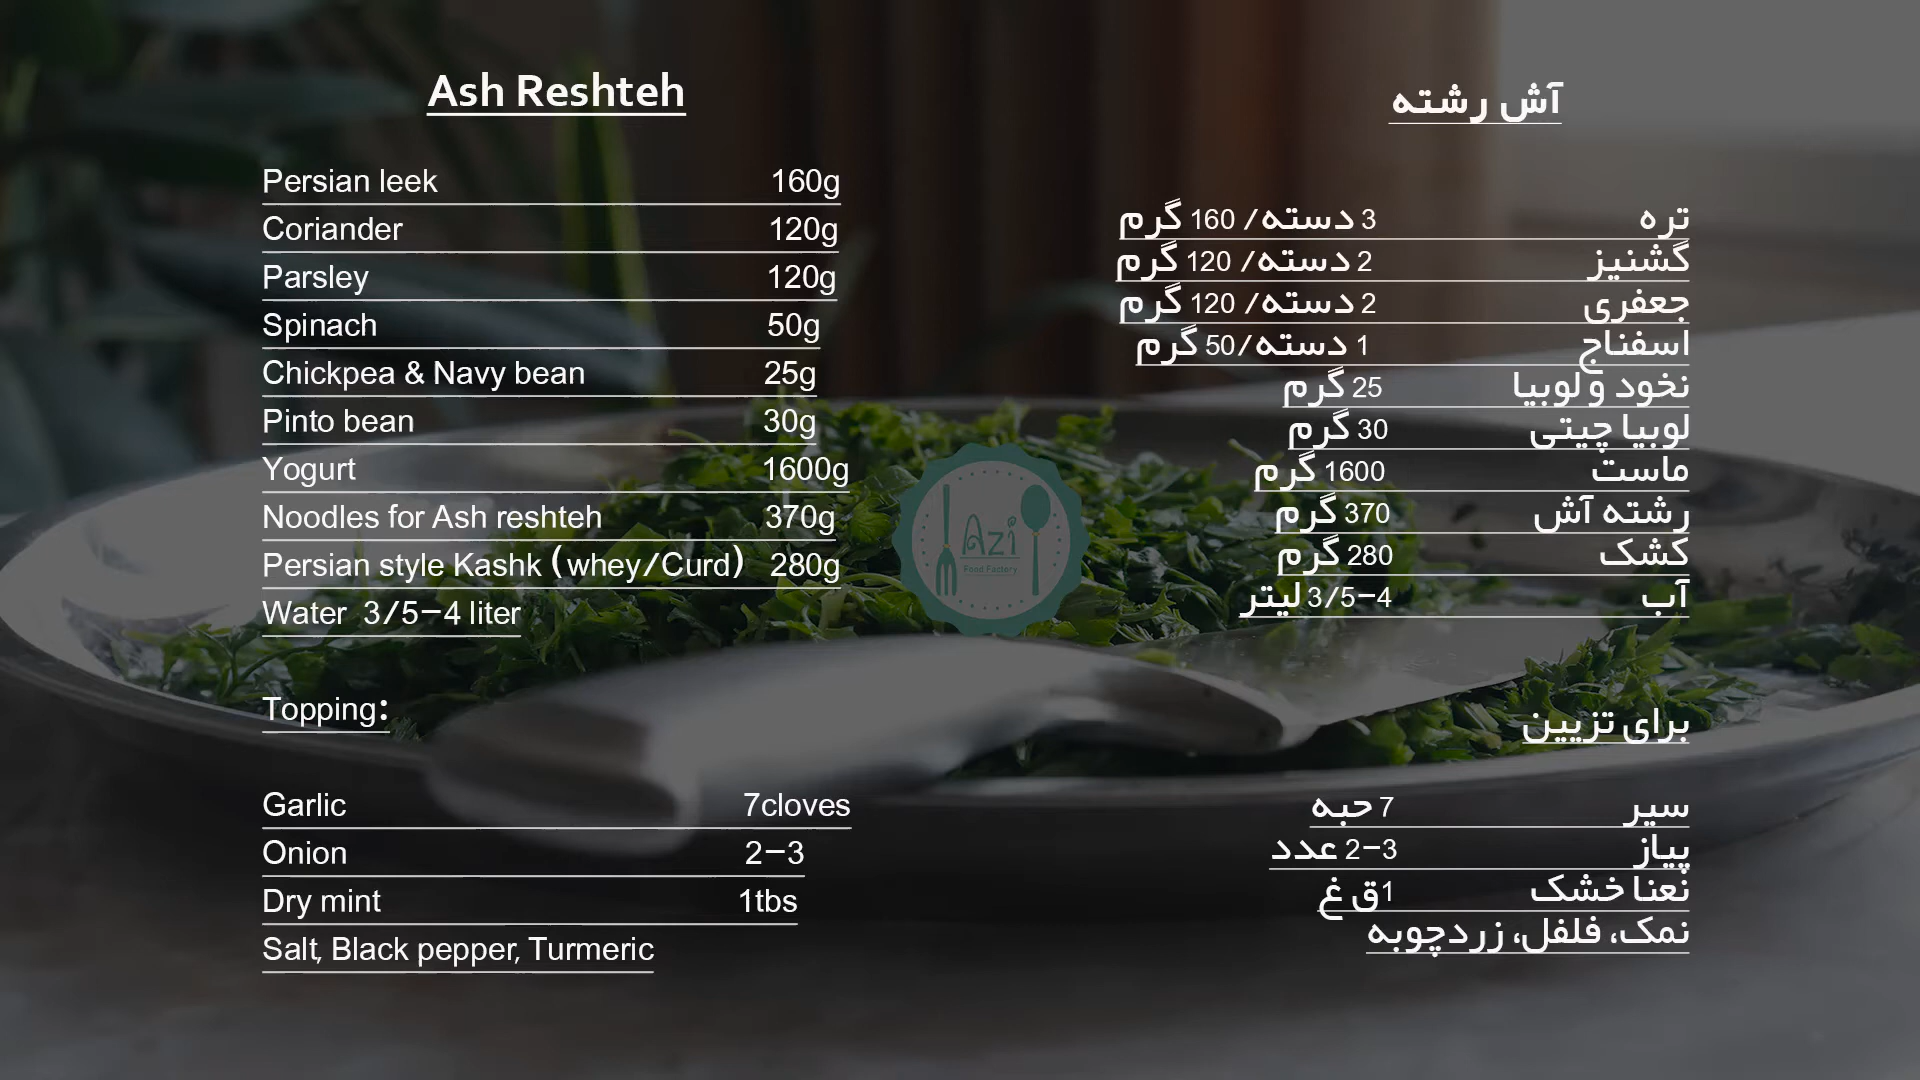 Ash Reshteh
Persian leek 160g
Coriander 120g
Parsley 120g
Spinach 50g
Chickpea & Navy bean 25g
Pinto bean 30g
Yogurt 1600g
Noodles for Ash reshteh 370g
Persian style Kashk (whey/Curd) 280g
Water 3/5–4 liter
Topping:
Garlic 7cloves
Onion 2–3
Dry mint 1tbs
Salt, Black pepper, Turmeric
آش رشته
تره 3 دسته/ 160 گرم
گشنیز 2 دسته/ 120 گرم
جعفری 2 دسته/ 120 گرم
اسفناج 1 دسته/50 گرم
نخود و لوبیا 25 گرم
لوبیا چیتی 30 گرم
ماست 1600 گرم
رشته آش 370 گرم
کشک 280 گرم
آب 3/5–4 لیتر
برای تزیین
سیر 7 حبه
پیاز 2–3 عدد
نعنا خشک 1ق غ
نمک، فلفل، زردچوبه
Azi
Food Factory